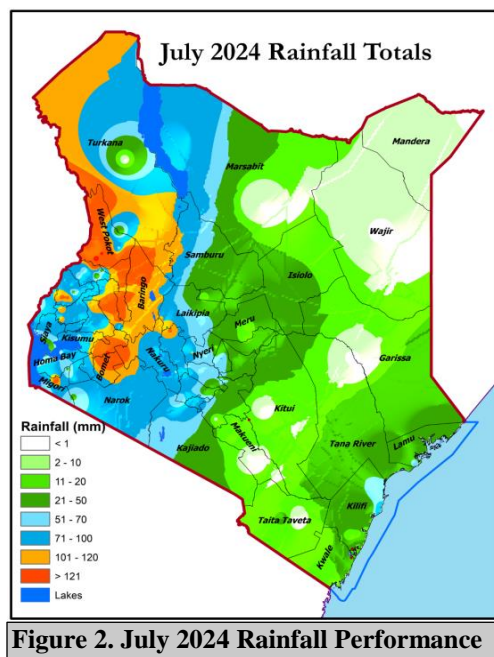 July 2024 Rainfall Totals
Mandera
Turkana
Marsabit
West Pokot
Wajir
Samburu
Baringo
Isiolo
Laikipia
Meru
Siaya
Kisumu
Nyeri
Garissa
Homa Bay
Nakuru
Bomet
Migori
Kitui
Narok
Makueni
Tana River
Lamu
Kajiado
Rainfall (mm)
< 1
2 - 10
11 - 20
21 - 50
51 - 70
71 - 100
101 - 120
> 121
Lakes
Kilifi
Taita Taveta
Kwale
Figure 2. July 2024 Rainfall Performance